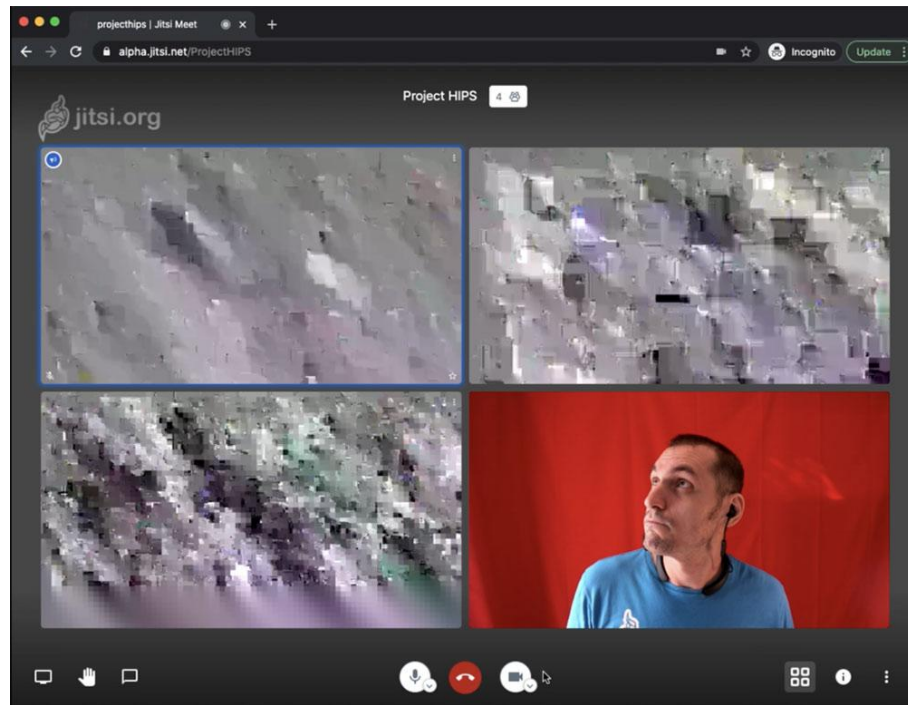 projecthips | Jitsi Meet
alpha.jitsi.net/ProjectHIPS
Incognito
Update
Project HIPS
4
jitsi.org